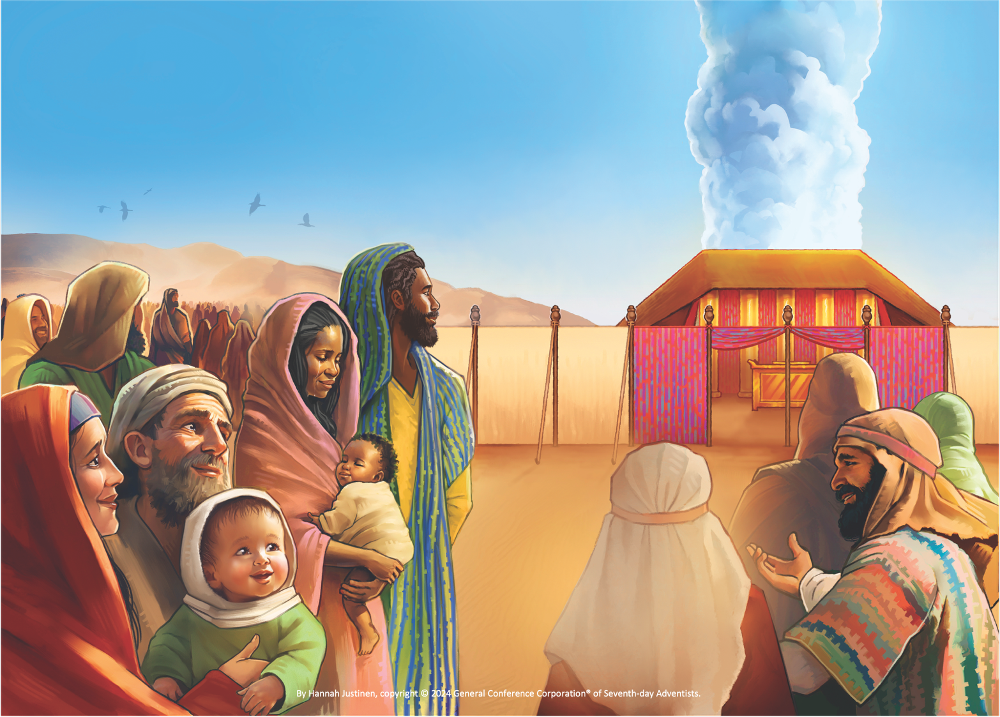 By Hannah Justinen, copyright © 2024 General Conference Corporation® of Seventh-day Adventists.